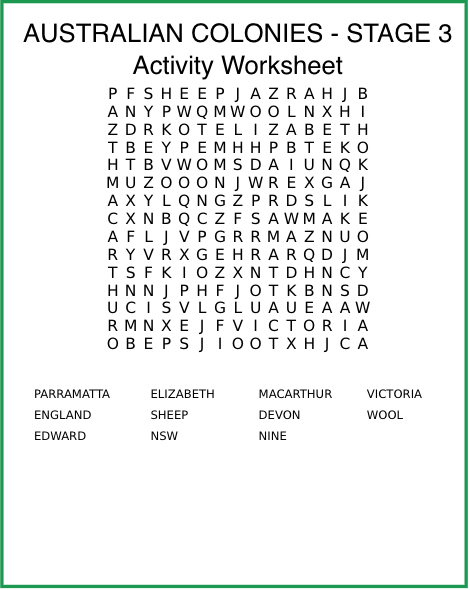 AUSTRALIAN COLONIES - STAGE 3
Activity Worksheet
P F S H E E P J A Z R A H J B
A N Y P W Q M W O O L N X H I
Z D R K O T E L I Z A B E T H
T B E Y P E M H H P B T E K O
H T B V W O M S D A I U N Q K
M U Z O O O N J W R E X G A J
A X Y L Q N G Z P R D S L I K
C X N B Q C Z F S A W M A K E
A F L J V P G R R M A Z N U O
R Y V R X G E H R A R Q D J M
T S F K I O Z X N T D H N C Y
H N N J P H F J O T K B N S D
U C I S V L G L U A U E A A W
R M N X E J F V I C T O R I A
O B E P S J I O O T X H J C A
PARRAMATTA ELIZABETH MACARTHUR VICTORIA
ENGLAND SHEEP DEVON WOOL
EDWARD NSW NINE